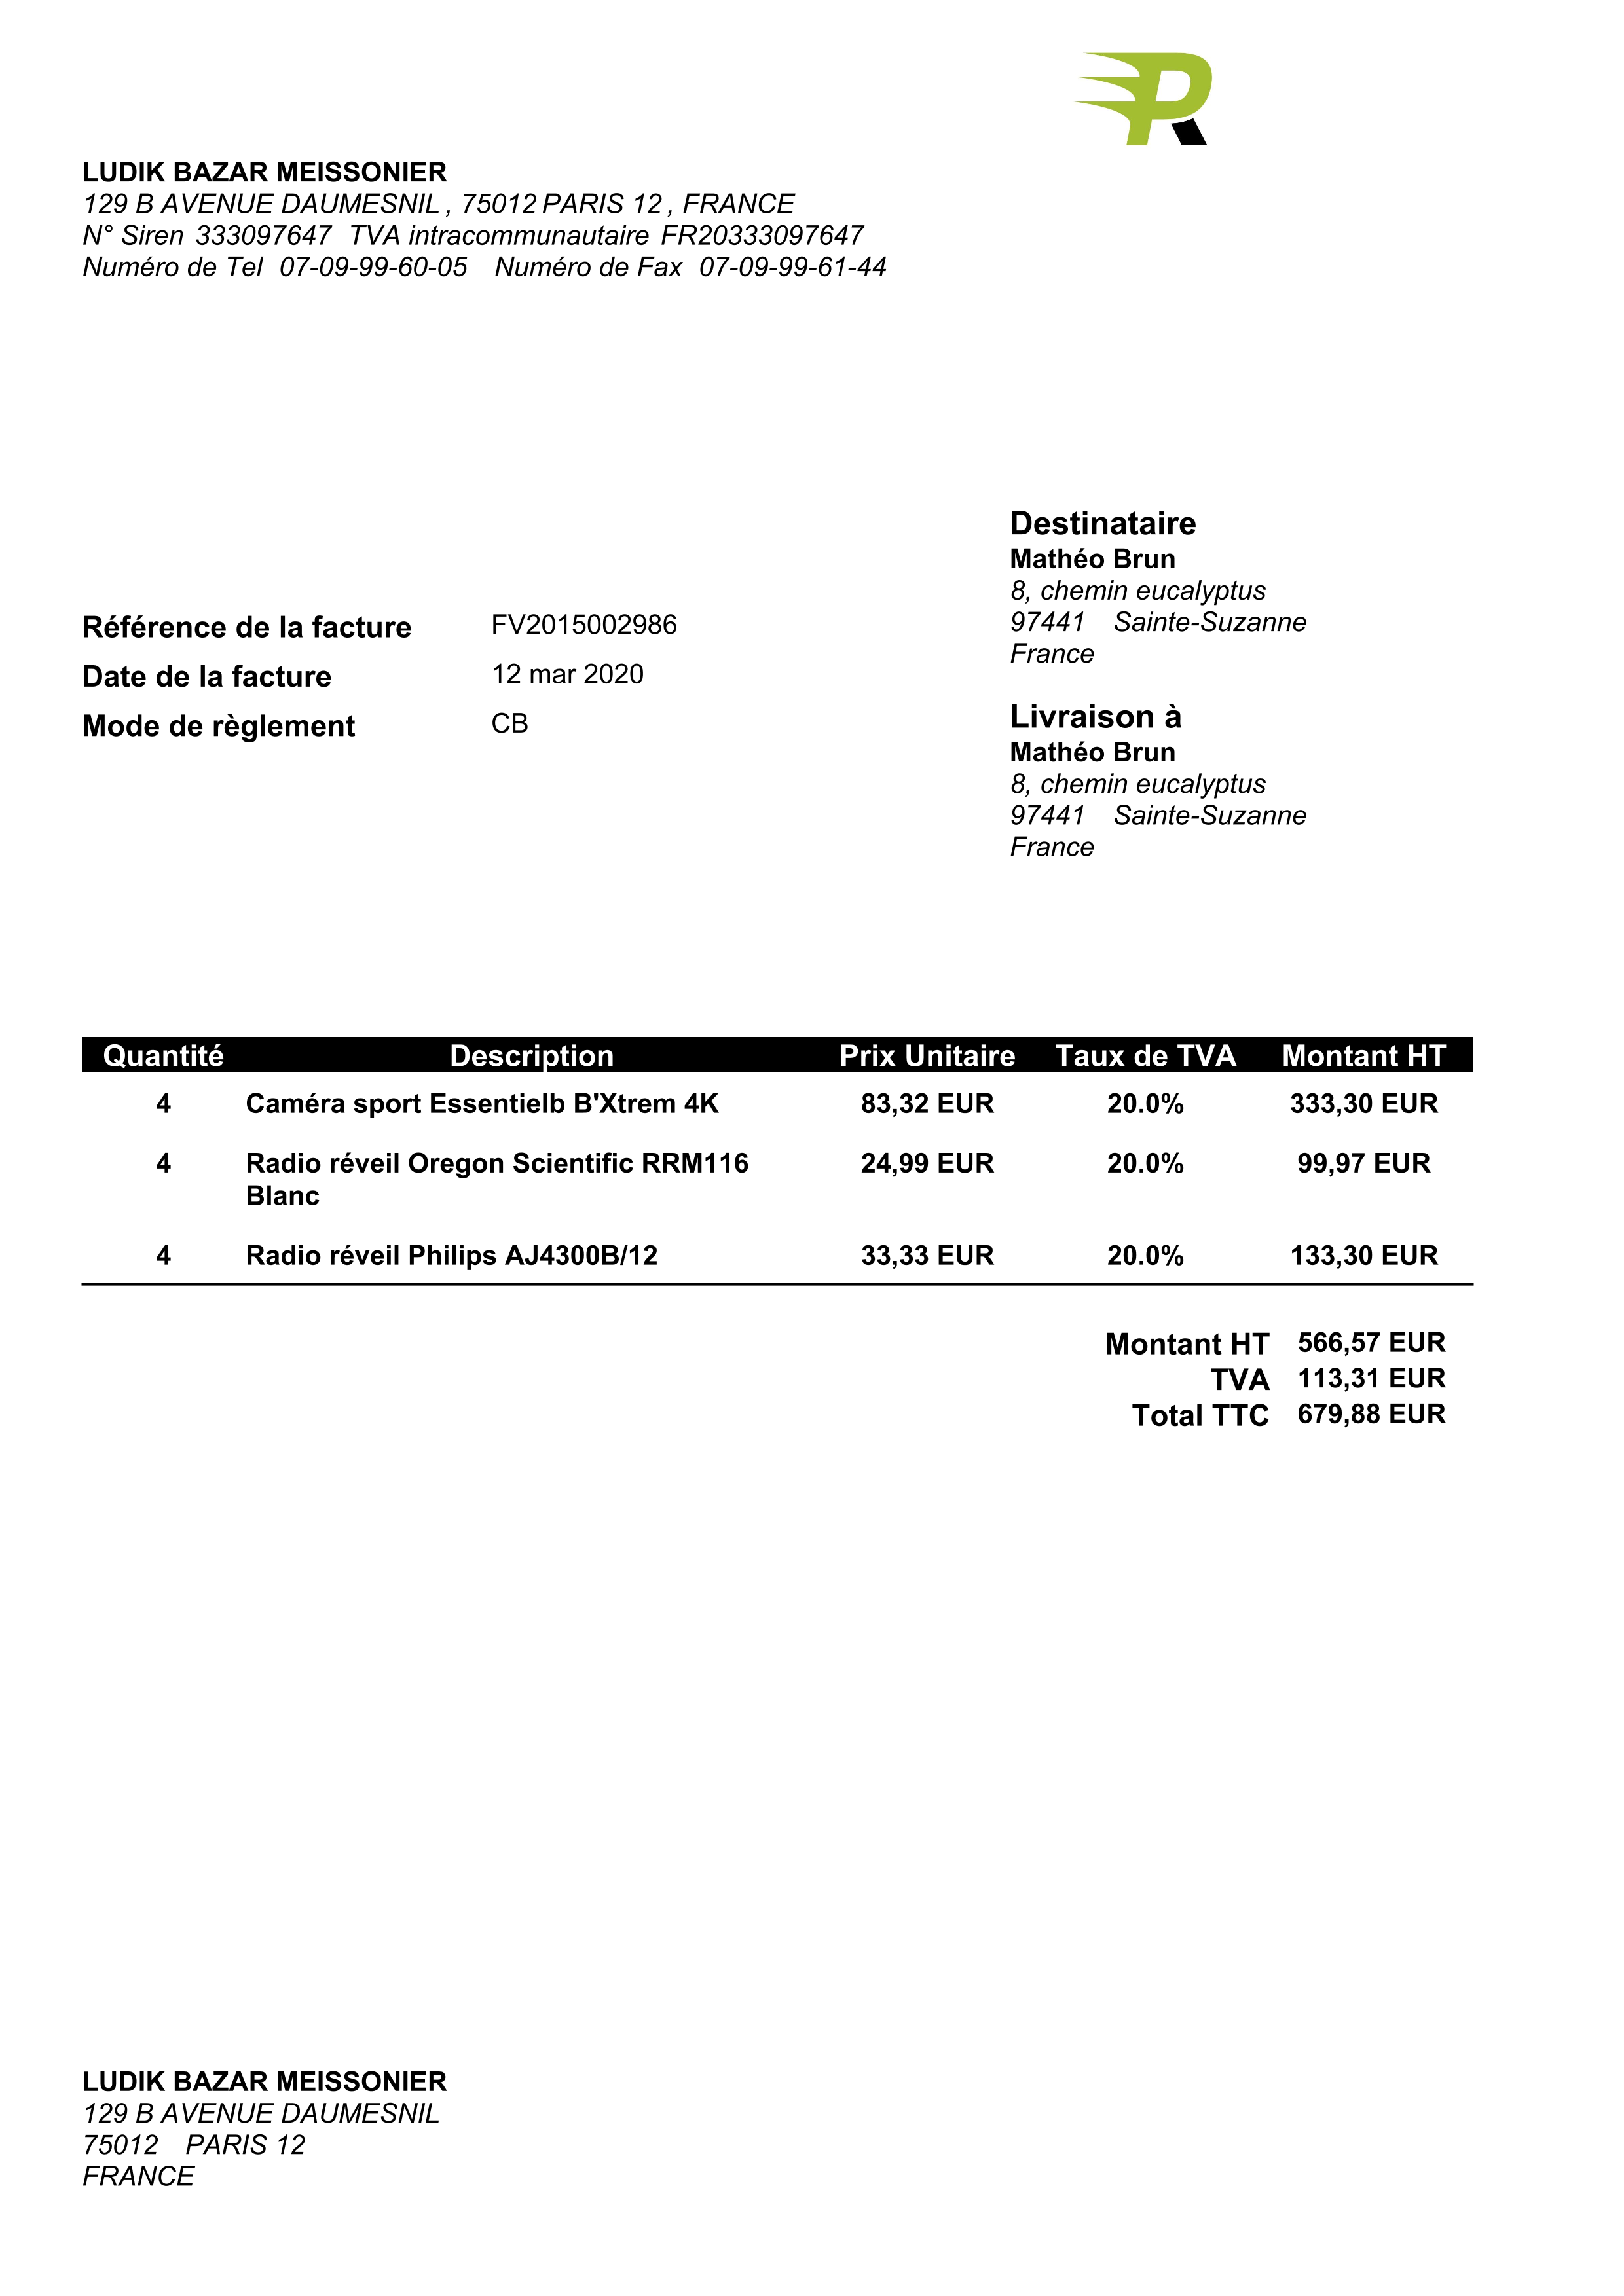 R
LUDIK BAZAR MEISSONIER
129 B AVENUE DAUMESNIL , 75012 PARIS 12 , FRANCE
N° Siren 333097647 TVA intracommunautaire FR20333097647
Numéro de Tel 07-09-99-60-05 Numéro de Fax 07-09-99-61-44
Référence de la facture FV2015002986
Date de la facture 12 mar 2020
Mode de règlement CB
Destinataire
Mathéo Brun
8, chemin eucalyptus
97441 Sainte-Suzanne
France
Livraison à
Mathéo Brun
8, chemin eucalyptus
97441 Sainte-Suzanne
France
Quantité Description Prix Unitaire Taux de TVA Montant HT
4 Caméra sport Essentielb B'Xtrem 4K 83,32 EUR 20.0% 333,30 EUR
4 Radio réveil Oregon Scientific RRM116 24,99 EUR 20.0% 99,97 EUR
Blanc
4 Radio réveil Philips AJ4300B/12 33,33 EUR 20.0% 133,30 EUR
Montant HT 566,57 EUR
TVA 113,31 EUR
Total TTC 679,88 EUR
LUDIK BAZAR MEISSONIER
129 B AVENUE DAUMESNIL
75012 PARIS 12
FRANCE